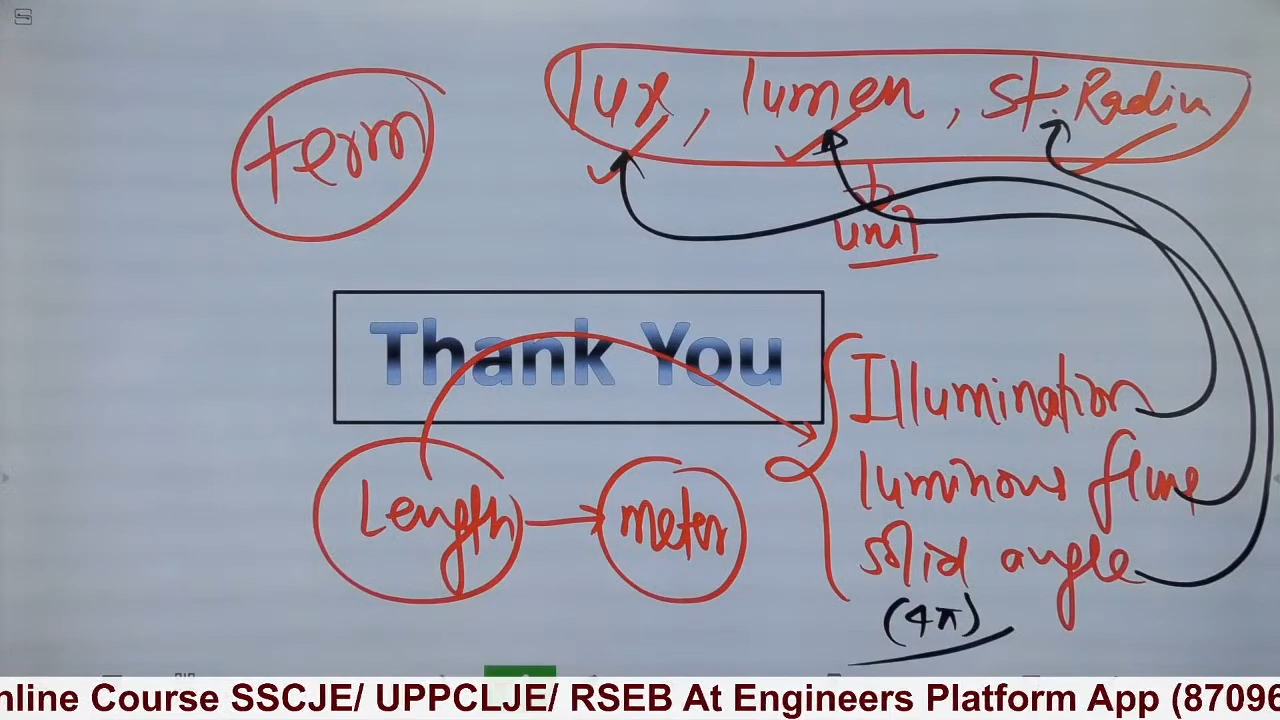 term
lux, lumen, st. Radian
unit
Thank You
Illumination
Length → meter
luminous flux
solid angle
(4π)
nline Course SSCJE/ UPPCLJE/ RSEB At Engineers Platform App (87096